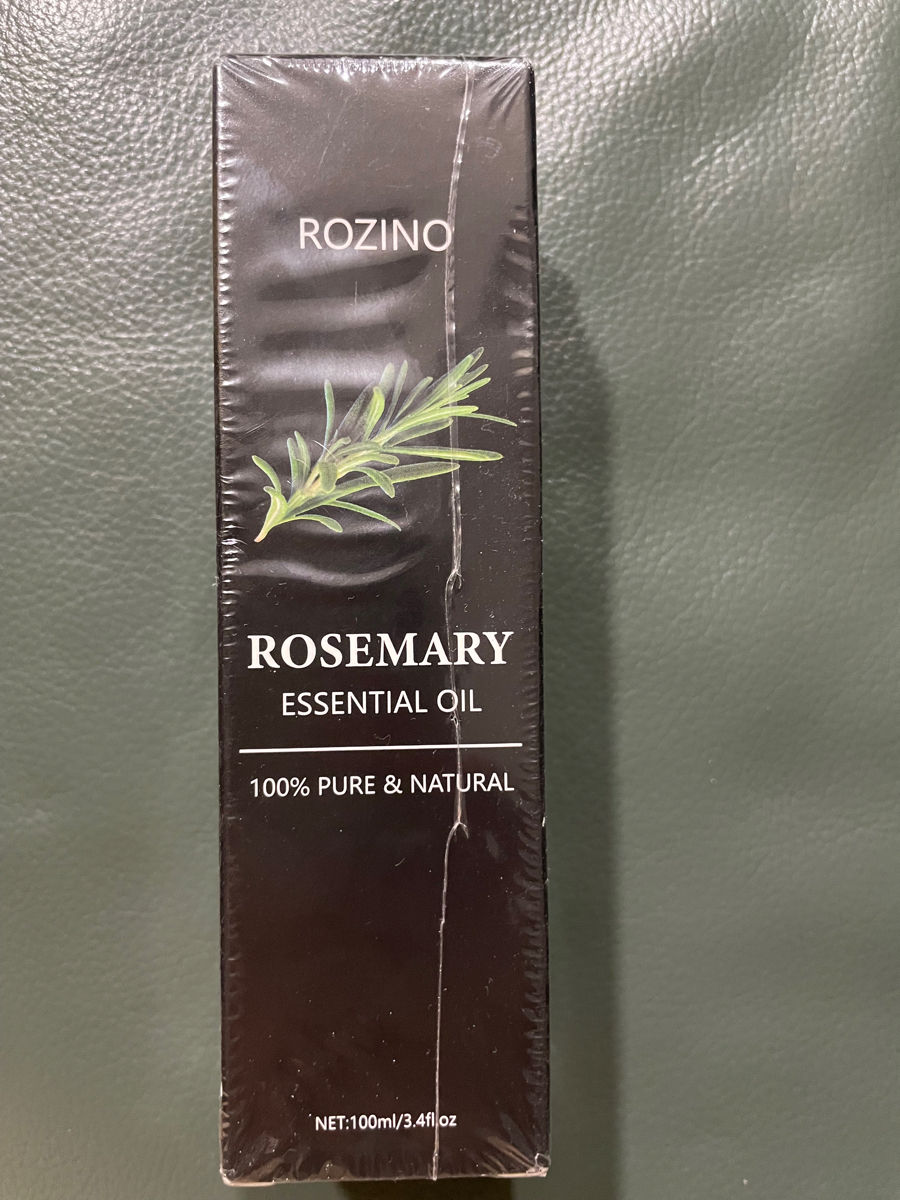 ROZINO
ROSEMARY
ESSENTIAL OIL
100% PURE & NATURAL
NET:100ml/3.4fl oz